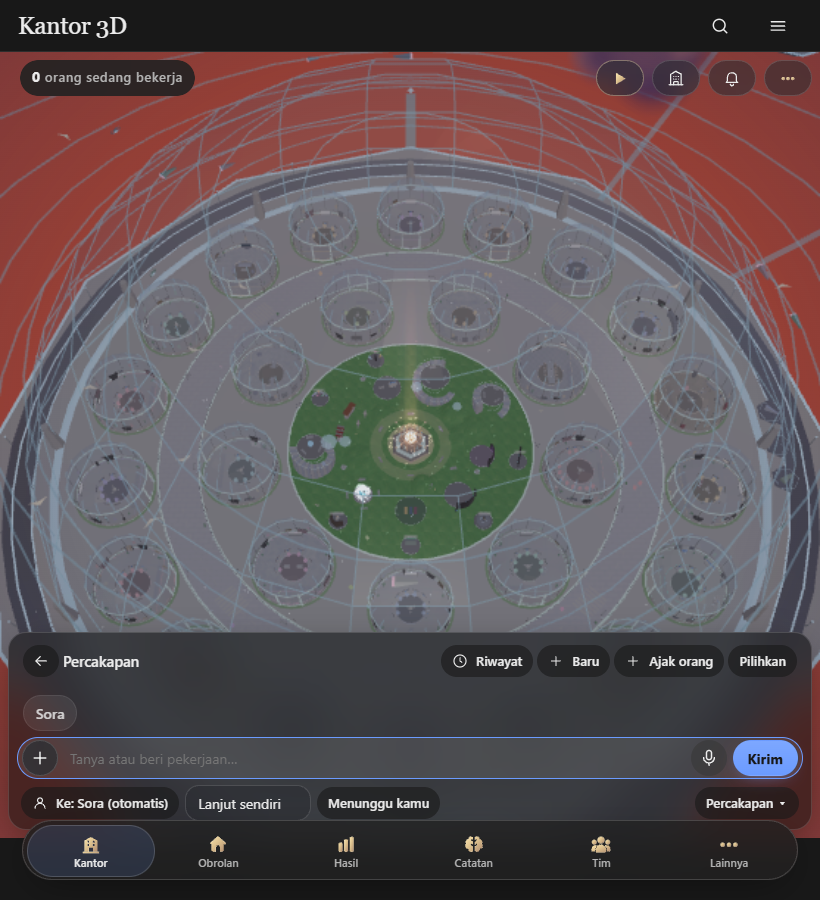 Kantor 3D
0 orang sedang bekerja
Percakapan
Riwayat
Baru
Ajak orang
Pilihkan
Sora
Tanya atau beri pekerjaan...
Kirim
Ke: Sora (otomatis)
Lanjut sendiri
Menunggu kamu
Percakapan
Kantor
Obrolan
Hasil
Catatan
Tim
Lainnya